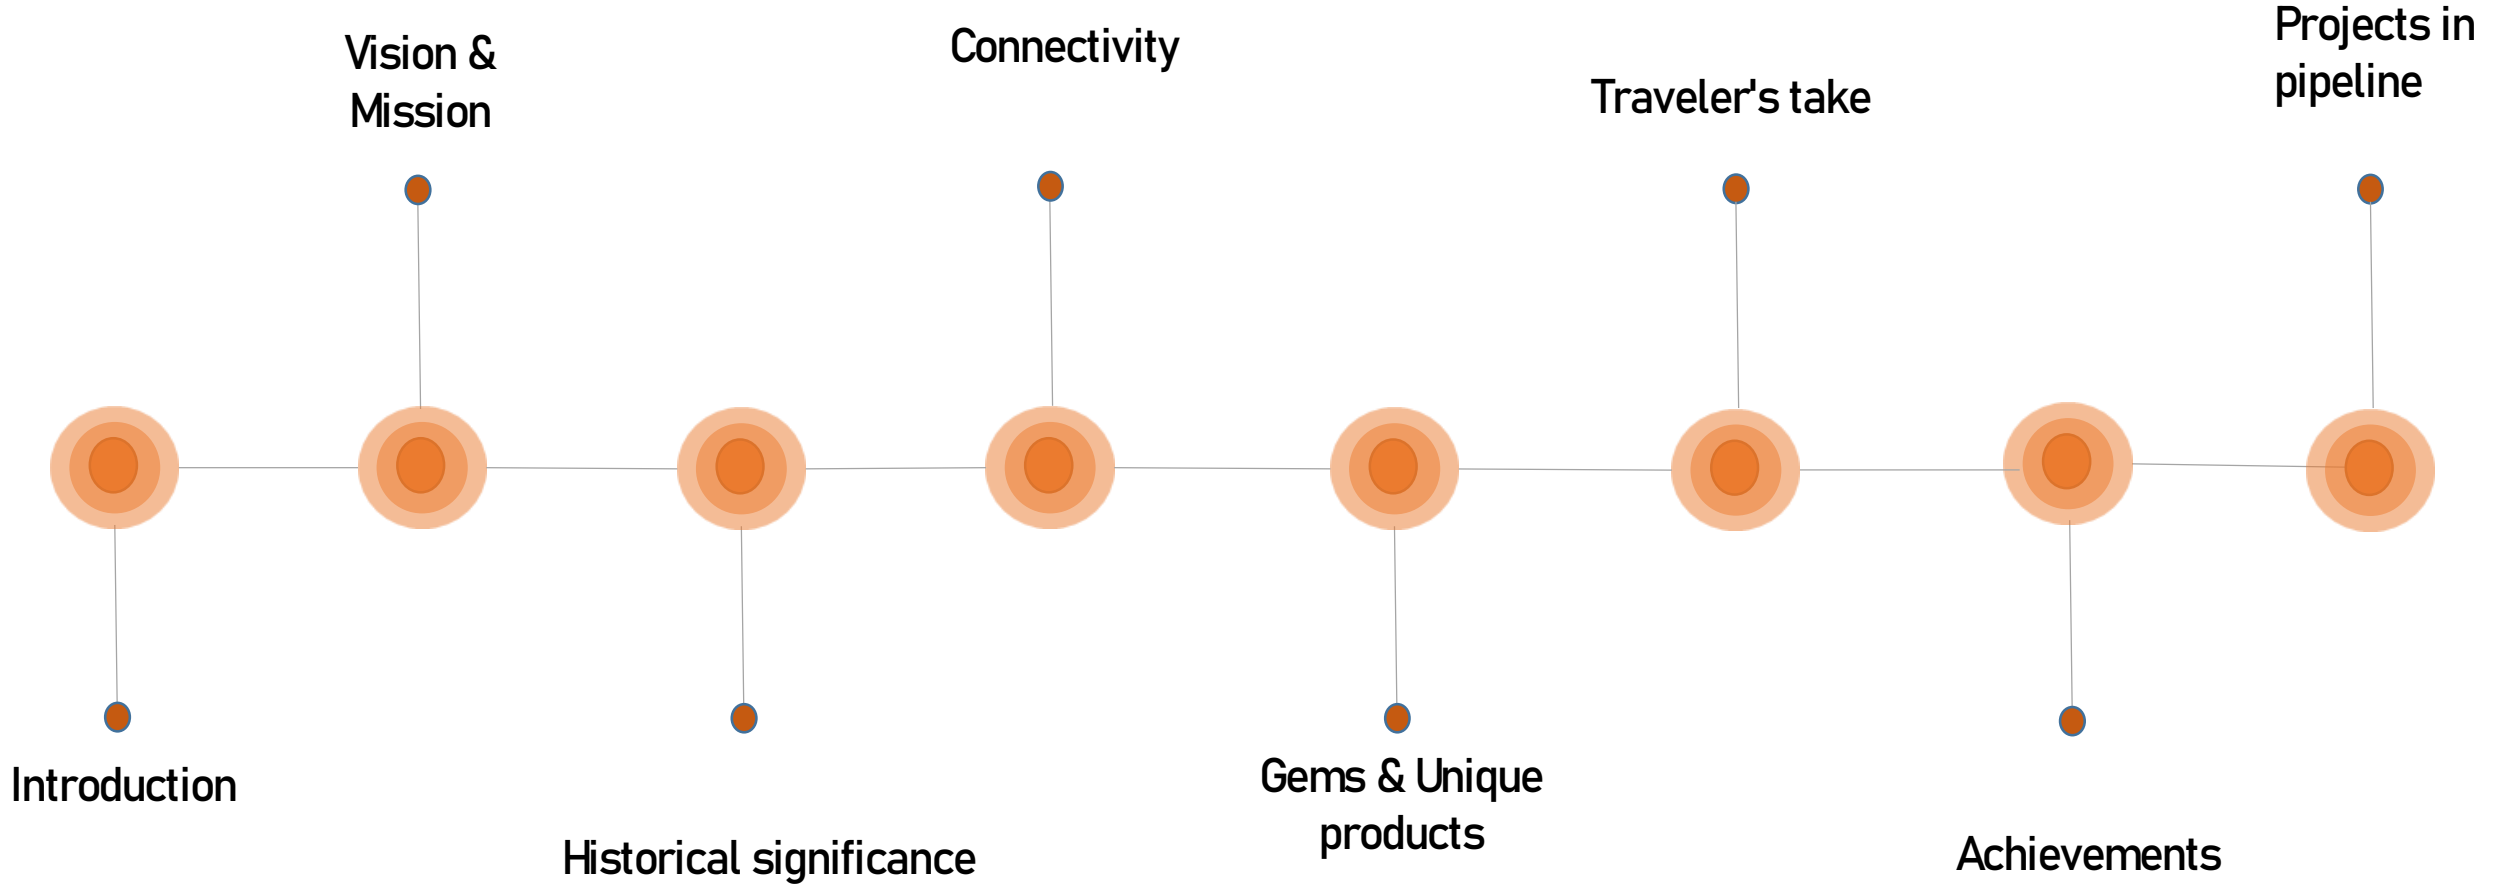 Introduction
Vision &
Mission
Historical significance
Connectivity
Gems & Unique
products
Traveler's take
Achievements
Projects in
pipeline